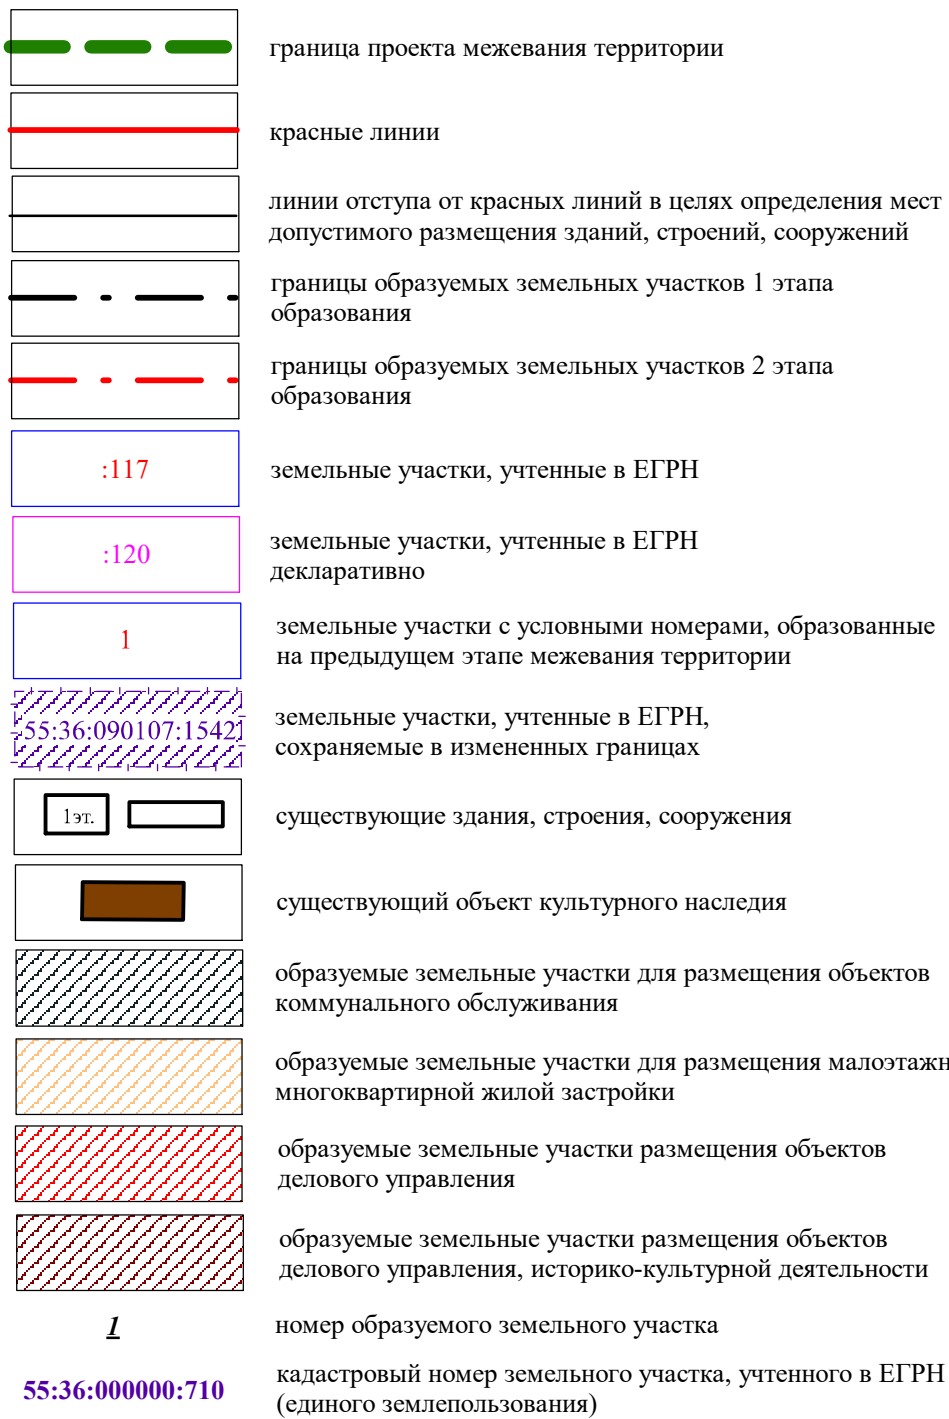 граница проекта межевания территории
красные линии
линии отступа от красных линий в целях определения мест
допустимого размещения зданий, строений, сооружений
границы образуемых земельных участков 1 этапа
образования
границы образуемых земельных участков 2 этапа
образования
:117
земельные участки, учтенные в ЕГРН
:120
земельные участки, учтенные в ЕГРН
декларативно
1
земельные участки с условными номерами, образованные
на предыдущем этапе межевания территории
55:36:090107:1542
земельные участки, учтенные в ЕГРН,
сохраняемые в измененных границах
1эт.
существующие здания, строения, сооружения
существующий объект культурного наследия
образуемые земельные участки для размещения объектов
коммунального обслуживания
образуемые земельные участки для размещения малоэтажн
многоквартирной жилой застройки
образуемые земельные участки размещения объектов
делового управления
образуемые земельные участки размещения объектов
делового управления, историко-культурной деятельности
1
номер образуемого земельного участка
55:36:000000:710
кадастровый номер земельного участка, учтенного в ЕГРН
(единого землепользования)